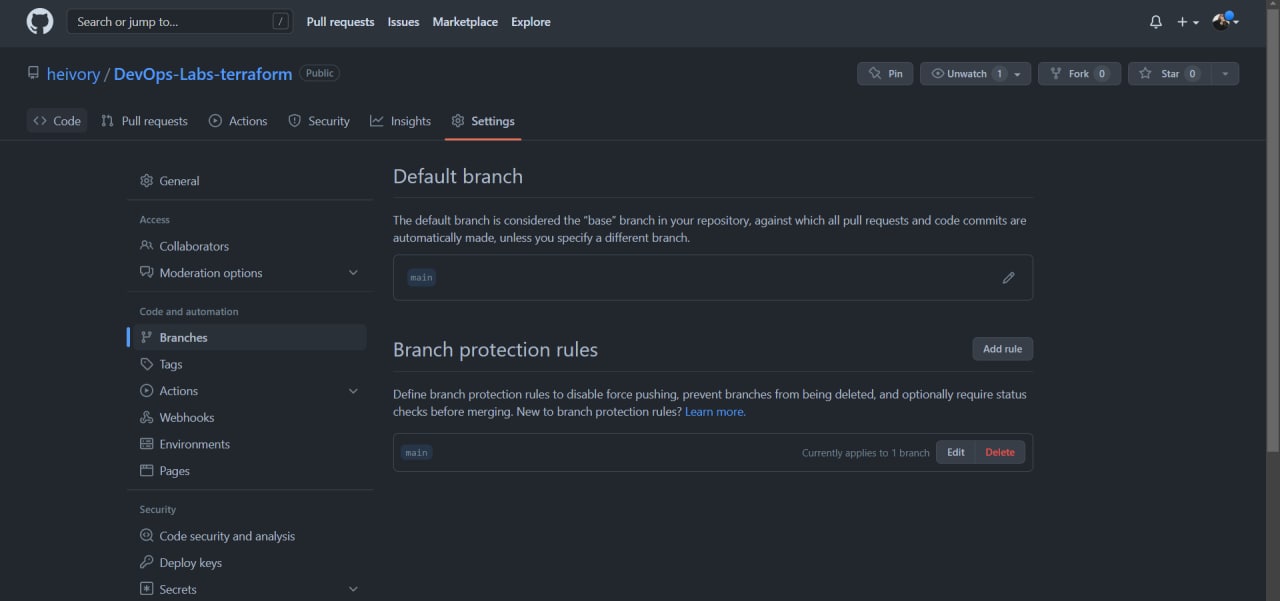 Search or jump to... /
Pull requests Issues Marketplace Explore
heivory / DevOps-Labs-terraform Public
Pin Unwatch 1 Fork 0 Star 0
Code Pull requests Actions Security Insights Settings
General
Access
Collaborators
Moderation options
Code and automation
Branches
Tags
Actions
Webhooks
Environments
Pages
Security
Code security and analysis
Deploy keys
Secrets
Default branch
The default branch is considered the “base” branch in your repository, against which all pull requests and code commits are
automatically made, unless you specify a different branch.
main
Branch protection rules
Add rule
Define branch protection rules to disable force pushing, prevent branches from being deleted, and optionally require status
checks before merging. New to branch protection rules? Learn more.
main Currently applies to 1 branch Edit Delete